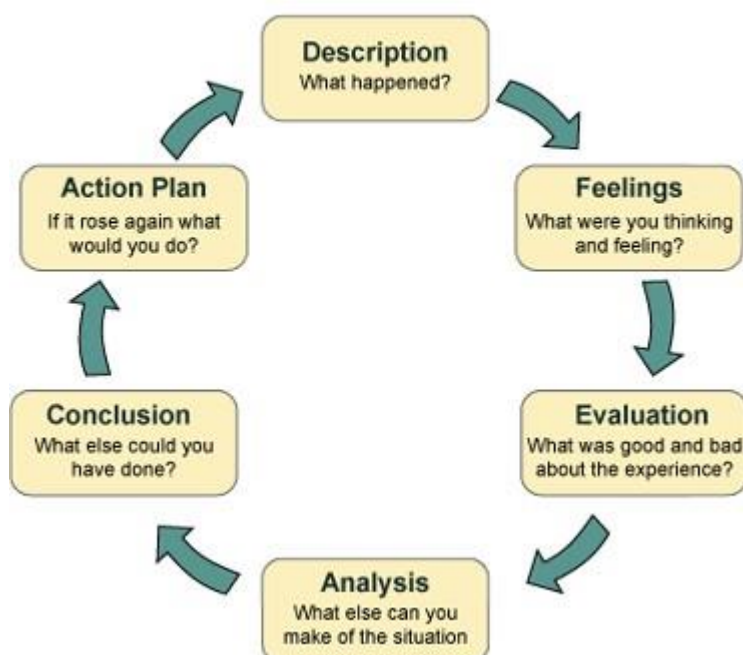 Description
What happened?
Feelings
What were you thinking
and feeling?
Evaluation
What was good and bad
about the experience?
Analysis
What else can you
make of the situation
Conclusion
What else could you
have done?
Action Plan
If it rose again what
would you do?